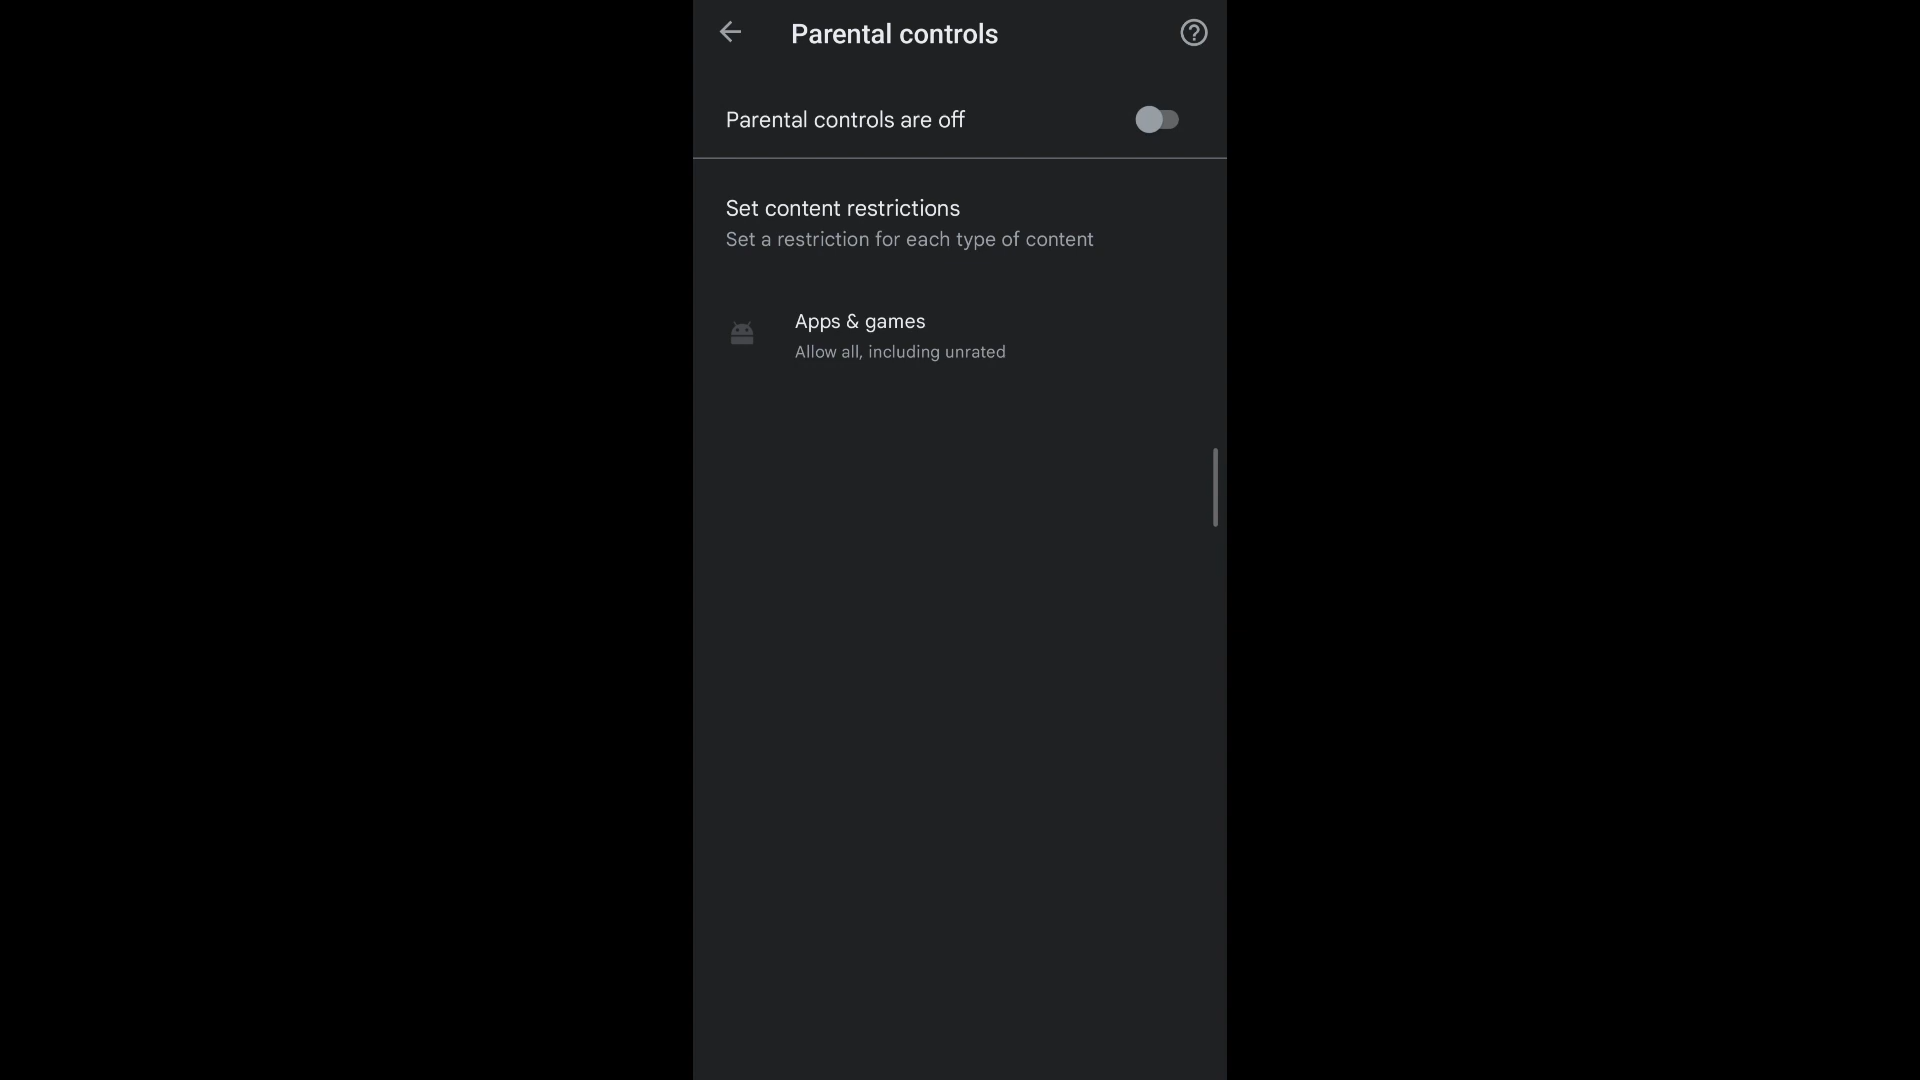 Parental controls
Parental controls are off
Set content restrictions
Set a restriction for each type of content
Apps & games
Allow all, including unrated